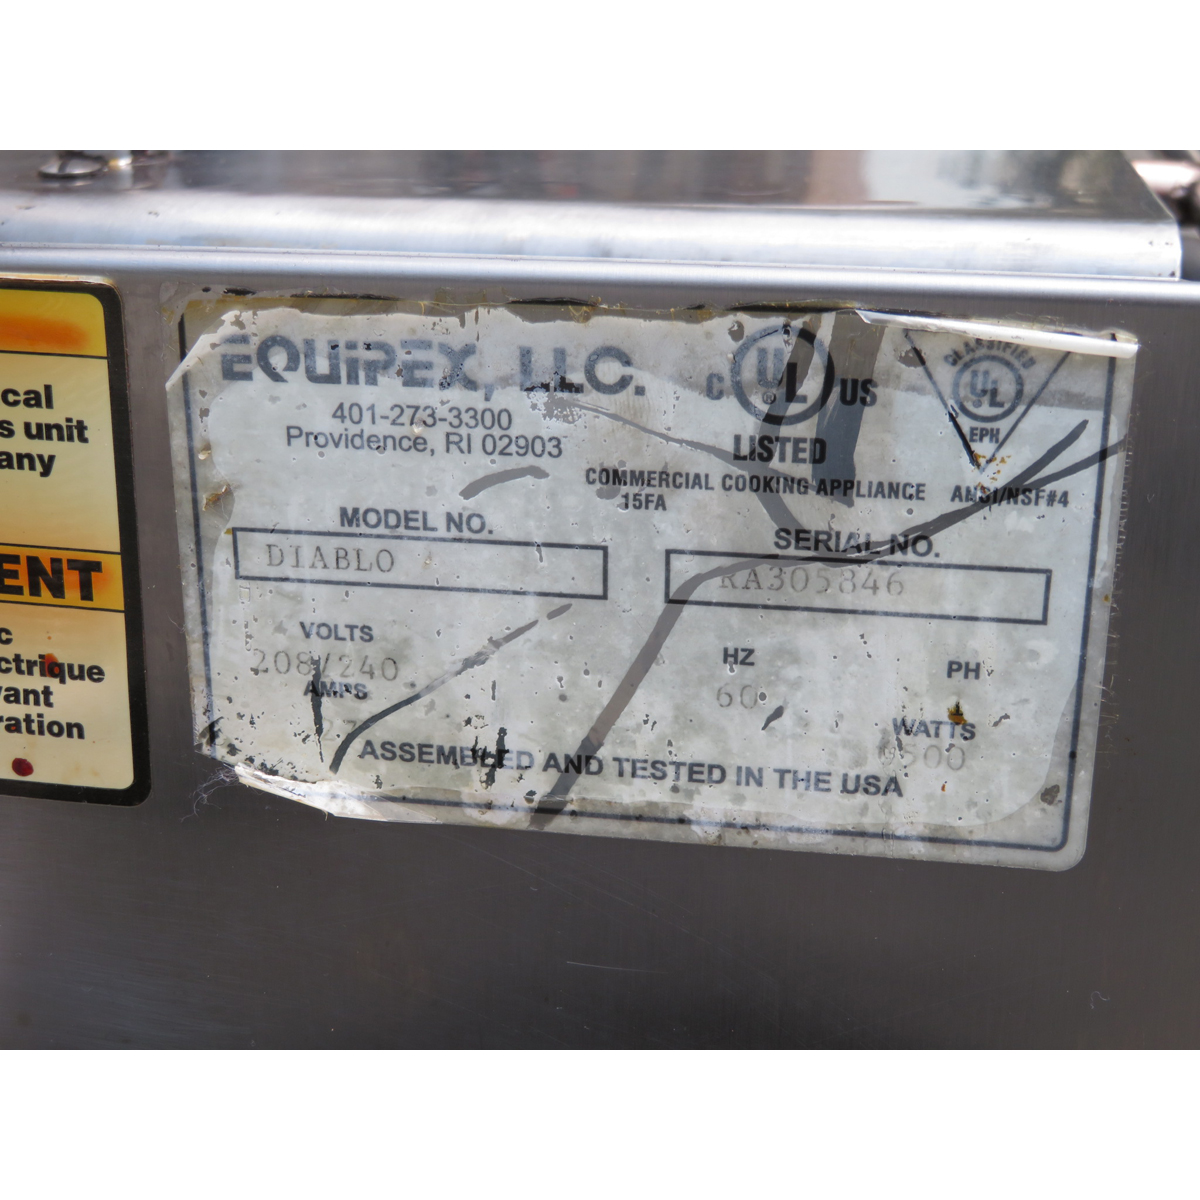 cal
s unit
any
ENT
c
ctrique
vant
ration
EQUIPEX, LLC.
401-273-3300
Providence, RI 02903
C UL® US
LISTED
COMMERCIAL COOKING APPLIANCE
15FA
CLASSIFIED
UL
EPH
ANSI/NSF#4
MODEL NO.
DIABLO
SERIAL NO.
RA305846
VOLTS
208/240
AMPS
HZ
60
PH
WATTS
ASSEMBLED AND TESTED IN THE USA